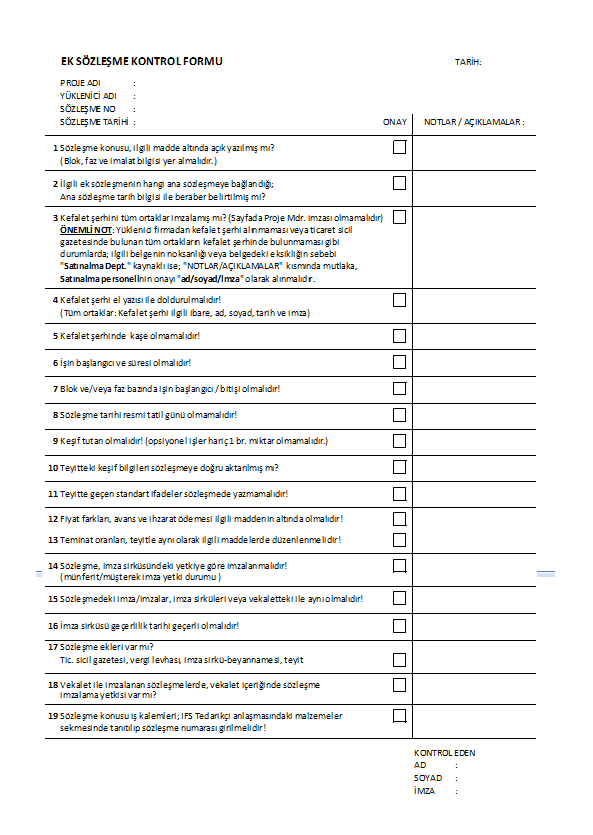 EK SÖZLEŞME KONTROL FORMU TARİH:
PROJE ADI :
YÜKLENİCİ ADI :
SÖZLEŞME NO :
SÖZLEŞME TARİHİ : ONAY NOTLAR / AÇIKLAMALAR :
1 Sözleşme konusu, ilgili madde altında açık yazılmış mı?
(Blok, faz ve imalat bilgisi yer almalıdır.)
2 İlgili ek sözleşmenin hangi ana sözleşmeye bağlandığı;
Ana sözleşme tarih bilgisi ile beraber belirtilmiş mi?
3 Kefalet şerhini tüm ortaklar imzalamış mı? (Sayfada Proje Mdr. imzası olmamalıdır)
ÖNEMLİ NOT: Yüklenici firmadan kefalet şerhi alınmaması veya ticaret sicil
gazetesinde bulunan tüm ortakların kefalet şerhinde bulunmaması gibi
durumlarda; ilgili belgenin noksanlığı veya belgedeki eksikliğin sebebi
"Satınalma Dept." kaynaklı ise; "NOTLAR/AÇIKLAMALAR" kısmında mutlaka,
Satınalma personelinin onayı "ad/soyad/imza" olarak alınmalıdır.
4 Kefalet şerhi el yazısı ile doldurulmalıdır!
(Tüm ortaklar: Kefalet şerhi ilgili ibare, ad, soyad, tarih ve imza)
5 Kefalet şerhinde kaşe olmamalıdır!
6 İşin başlangıcı ve süresi olmalıdır!
7 Blok ve/veya faz bazında işin başlangıcı / bitişi olmalıdır!
8 Sözleşme tarihi resmi tatil günü olmamalıdır!
9 Keşif tutarı olmalıdır! (opsiyonel işler hariç 1 br. miktar olmamalıdır.)
10 Teyitteki keşif bilgileri sözleşmeye doğru aktarılmış mı?
11 Teyitte geçen standart ifadeler sözleşmede yazmamalıdır!
12 Fiyat farkları, avans ve ihzarat ödemesi ilgili maddenin altında olmalıdır!
13 Teminat oranları, teyitle aynı olarak ilgili maddelerde düzenlenmelidir!
14 Sözleşme, imza sirküsündeki yetkiye göre imzalanmalıdır!
(münferit/müşterek imza yetki durumu )
15 Sözleşmedeki imza/imzalar, imza sirküleri veya vekaletteki ile aynı olmalıdır!
16 İmza sirküsü geçerlilik tarihi geçerli olmalıdır!
17 Sözleşme ekleri var mı?
Tic. sicil gazetesi, vergi levhası, imza sirkü-beyannamesi, teyit
18 Vekalet ile imzalanan sözleşmelerde, vekalet içeriğinde sözleşme
imzalama yetkisi var mı?
19 Sözleşme konusu iş kalemleri; IFS Tedarikçi anlaşmasındaki malzemeler
sekmesinde tanıtılıp sözleşme numarası girilmelidir!
KONTROL EDEN
AD :
SOYAD :
İMZA :